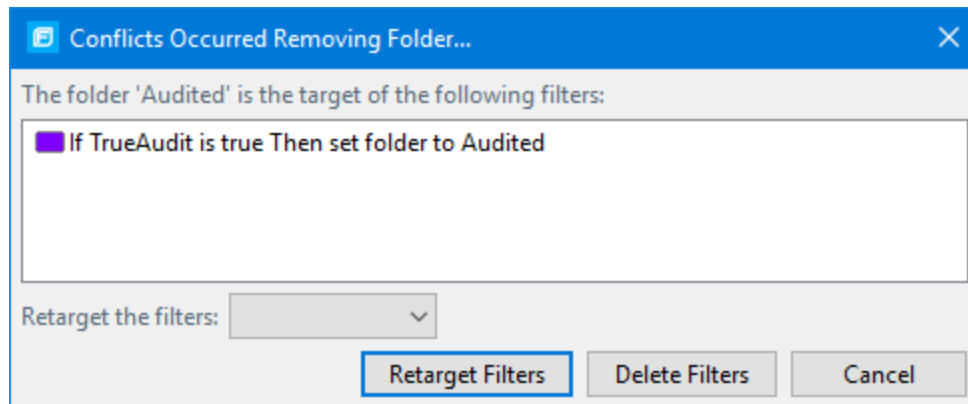 Conflicts Occurred Removing Folder...
The folder 'Audited' is the target of the following filters:
If TrueAudit is true Then set folder to Audited
Retarget the filters:
Retarget Filters Delete Filters Cancel